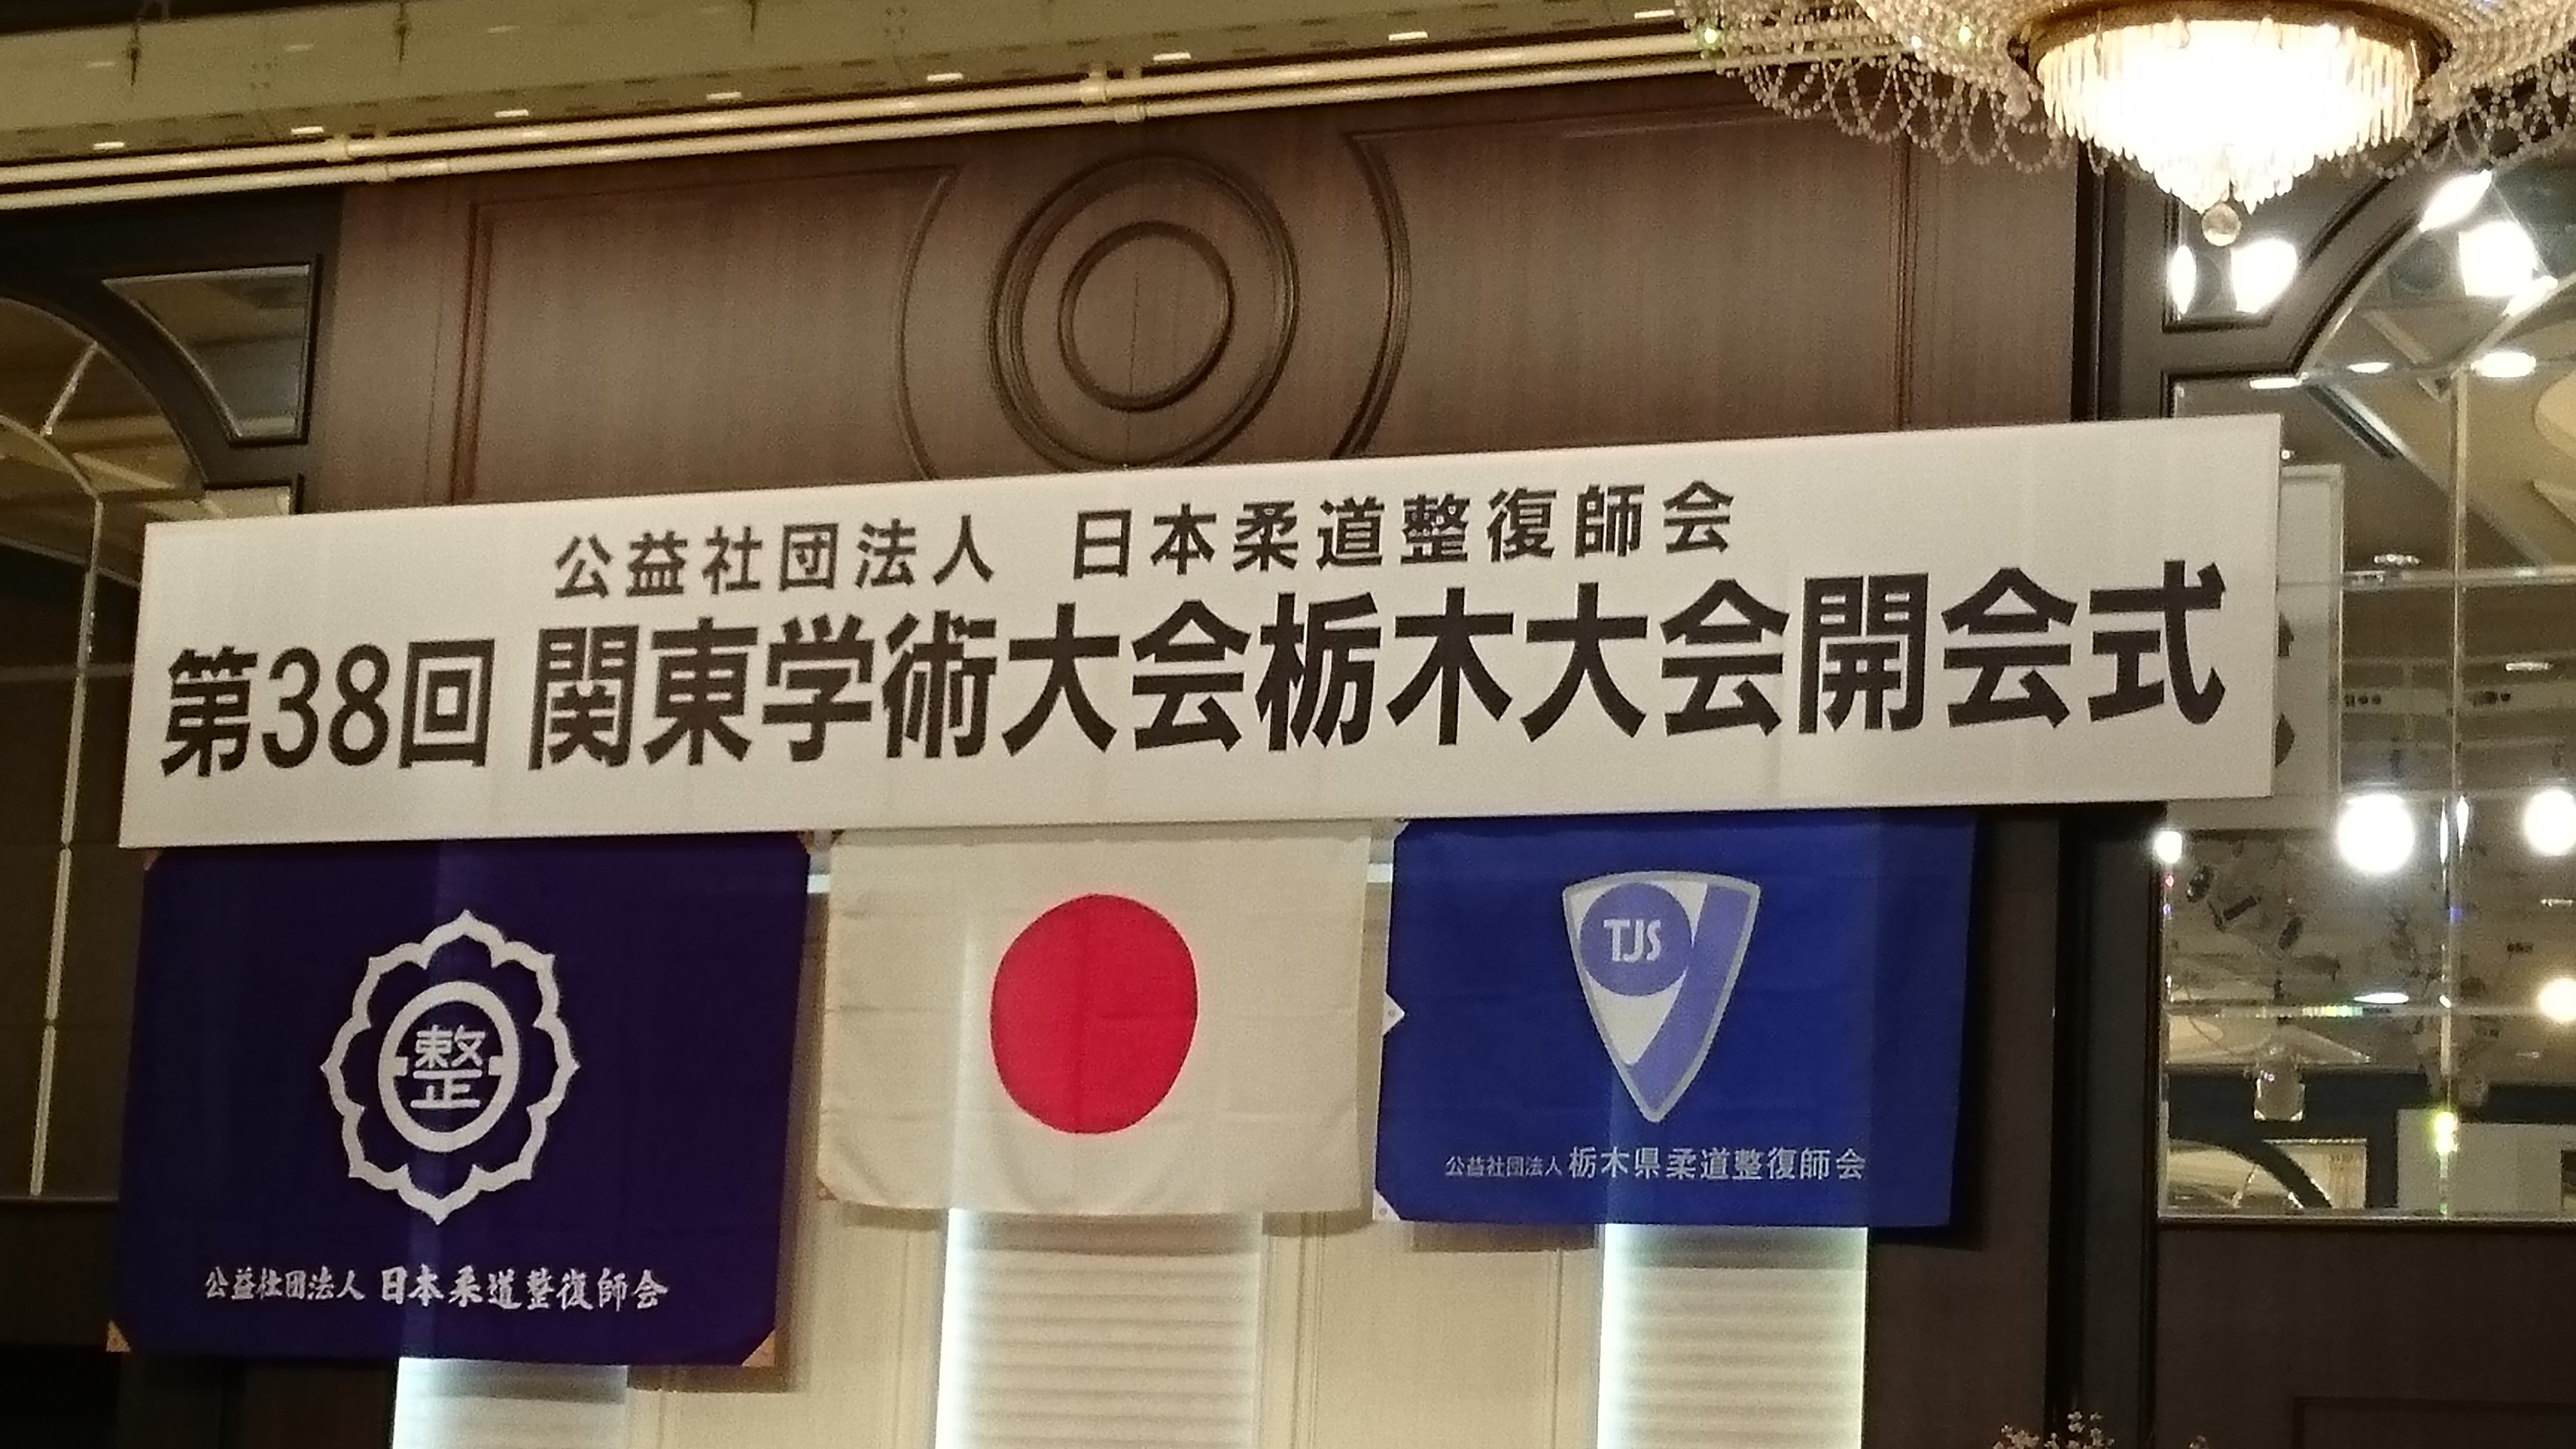 公益社団法人 日本柔道整復師会
第38回 関東学術大会栃木大会開会式
整
公益社団法人 日本柔道整復師会
TJS
公益社団法人 栃木県柔道整復師会